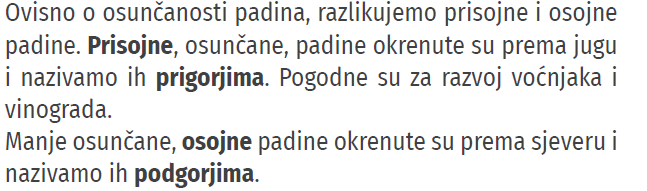 Ovisno o osunčanosti padina, razlikujemo prisojne i osojne
padine. Prisojne, osunčane, padine okrenute su prema jugu
i nazivamo ih prigorjima. Pogodne su za razvoj voćnjaka i
vinograda.
Manje osunčane, osojne padine okrenute su prema sjeveru i
nazivamo ih podgorjima.